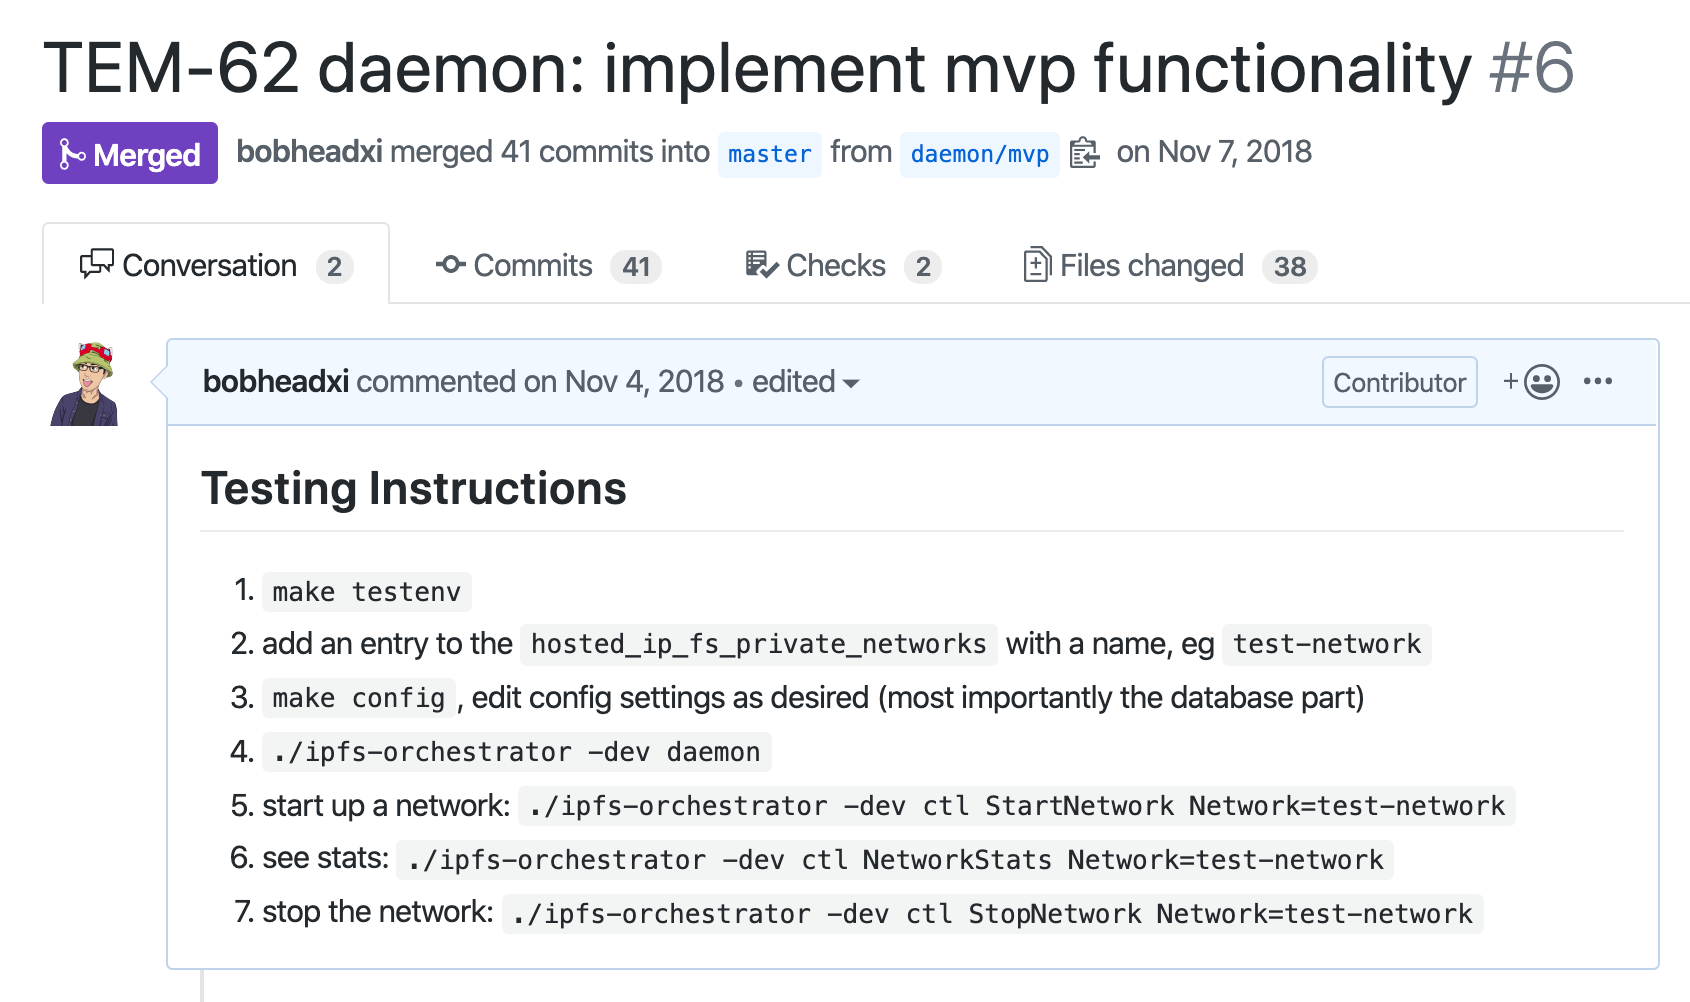 TEM-62 daemon: implement mvp functionality #6
Merged bobheadxi merged 41 commits into master from daemon/mvp on Nov 7, 2018
Conversation 2 Commits 41 Checks 2 Files changed 38
bobheadxi commented on Nov 4, 2018 • edited Contributor +
Testing Instructions
1. make testenv
2. add an entry to the hosted_ip_fs_private_networks with a name, eg test-network
3. make config , edit config settings as desired (most importantly the database part)
4. ./ipfs-orchestrator -dev daemon
5. start up a network: ./ipfs-orchestrator -dev ctl StartNetwork Network=test-network
6. see stats: ./ipfs-orchestrator -dev ctl NetworkStats Network=test-network
7. stop the network: ./ipfs-orchestrator -dev ctl StopNetwork Network=test-network